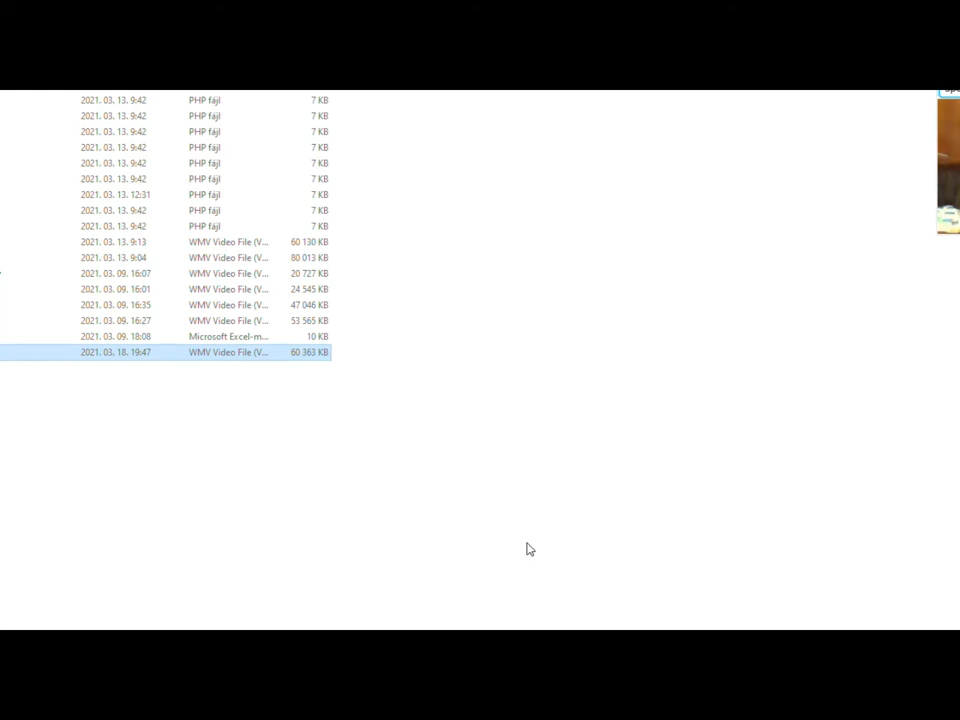 2021. 03. 13. 9:42 PHP fájl 7 KB
2021. 03. 13. 9:42 PHP fájl 7 KB
2021. 03. 13. 9:42 PHP fájl 7 KB
2021. 03. 13. 9:42 PHP fájl 7 KB
2021. 03. 13. 9:42 PHP fájl 7 KB
2021. 03. 13. 9:42 PHP fájl 7 KB
2021. 03. 13. 12:31 PHP fájl 7 KB
2021. 03. 13. 9:42 PHP fájl 7 KB
2021. 03. 13. 9:42 PHP fájl 7 KB
2021. 03. 13. 9:13 WMV Video File (V... 60 130 KB
2021. 03. 13. 9:04 WMV Video File (V... 80 013 KB
2021. 03. 09. 16:07 WMV Video File (V... 20 727 KB
2021. 03. 09. 16:01 WMV Video File (V... 24 545 KB
2021. 03. 09. 16:35 WMV Video File (V... 47 046 KB
2021. 03. 09. 16:27 WMV Video File (V... 53 565 KB
2021. 03. 09. 18:08 Microsoft Excel-m... 10 KB
2021. 03. 18. 19:47 WMV Video File (V... 60 363 KB